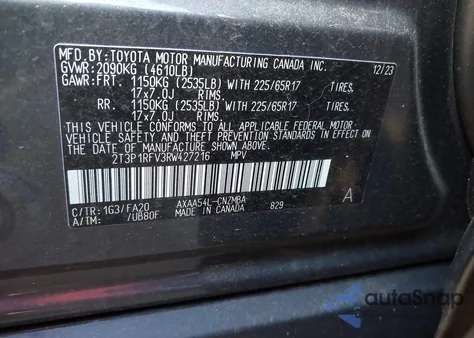 MFD.BY:TOYOTA MOTOR MANUFACTURING CANADA INC.
GVWR:2090KG (4610LB) 12/23
GAWR:FRT. 1150KG (2535LB) WITH 225/65R17 TIRES,
17x7.0J RIMS,
RR. 1150KG (2535LB) WITH 225/65R17 TIRES,
17x7.0J RIMS,
THIS VEHICLE CONFORMS TO ALL APPLICABLE FEDERAL MOTOR
VEHICLE SAFETY AND THEFT PREVENTION STANDARDS IN EFFECT ON
THE DATE OF MANUFACTURE SHOWN ABOVE.
2T3P1RFV3RW427216 MPV
C/TR:1G3/FA20 AXAA54L-CNZMBA 829 A
A/TM: /UB80F MADE IN CANADA
autoSnap